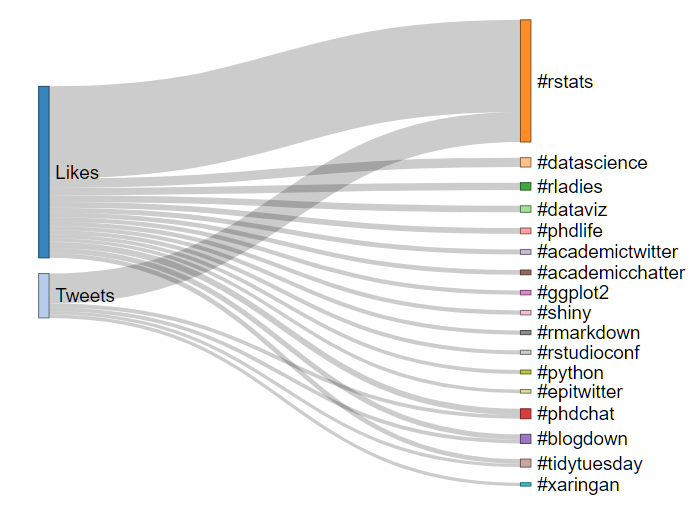 Likes
Tweets
#rstats
#datascience
#rladies
#dataviz
#phdlife
#academictwitter
#academicchatter
#ggplot2
#shiny
#rmarkdown
#rstudioconf
#python
#epitwitter
#phdchat
#blogdown
#tidytuesday
#xaringan